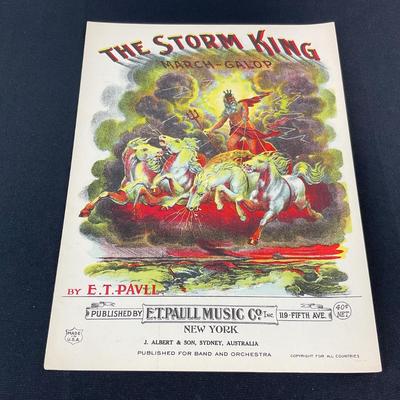 THE STORM KING
MARCH-GALOP
BY E.T. PAVLL
PUBLISHED BY E.T. PAULL MUSIC CO. INC. 119-FIFTH AVE. 40¢ NET.
NEW YORK
MADE IN U.S.A.
J. ALBERT & SON, SYDNEY, AUSTRALIA
PUBLISHED FOR BAND AND ORCHESTRA
COPYRIGHT FOR ALL COUNTRIES